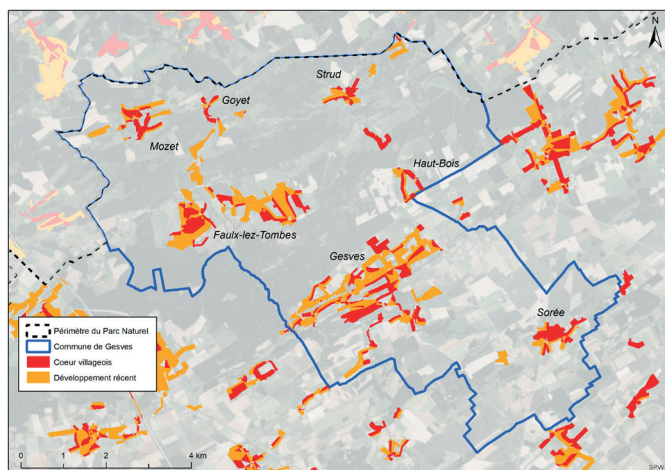 N
Strud
Goyet
Mozet
Haut-Bois
Faulx-lez-Tombes
Gesves
Sorée
Périmètre du Parc Naturel
Commune de Gesves
Coeur villageois
Développement récent
0 2 4 km
SPW